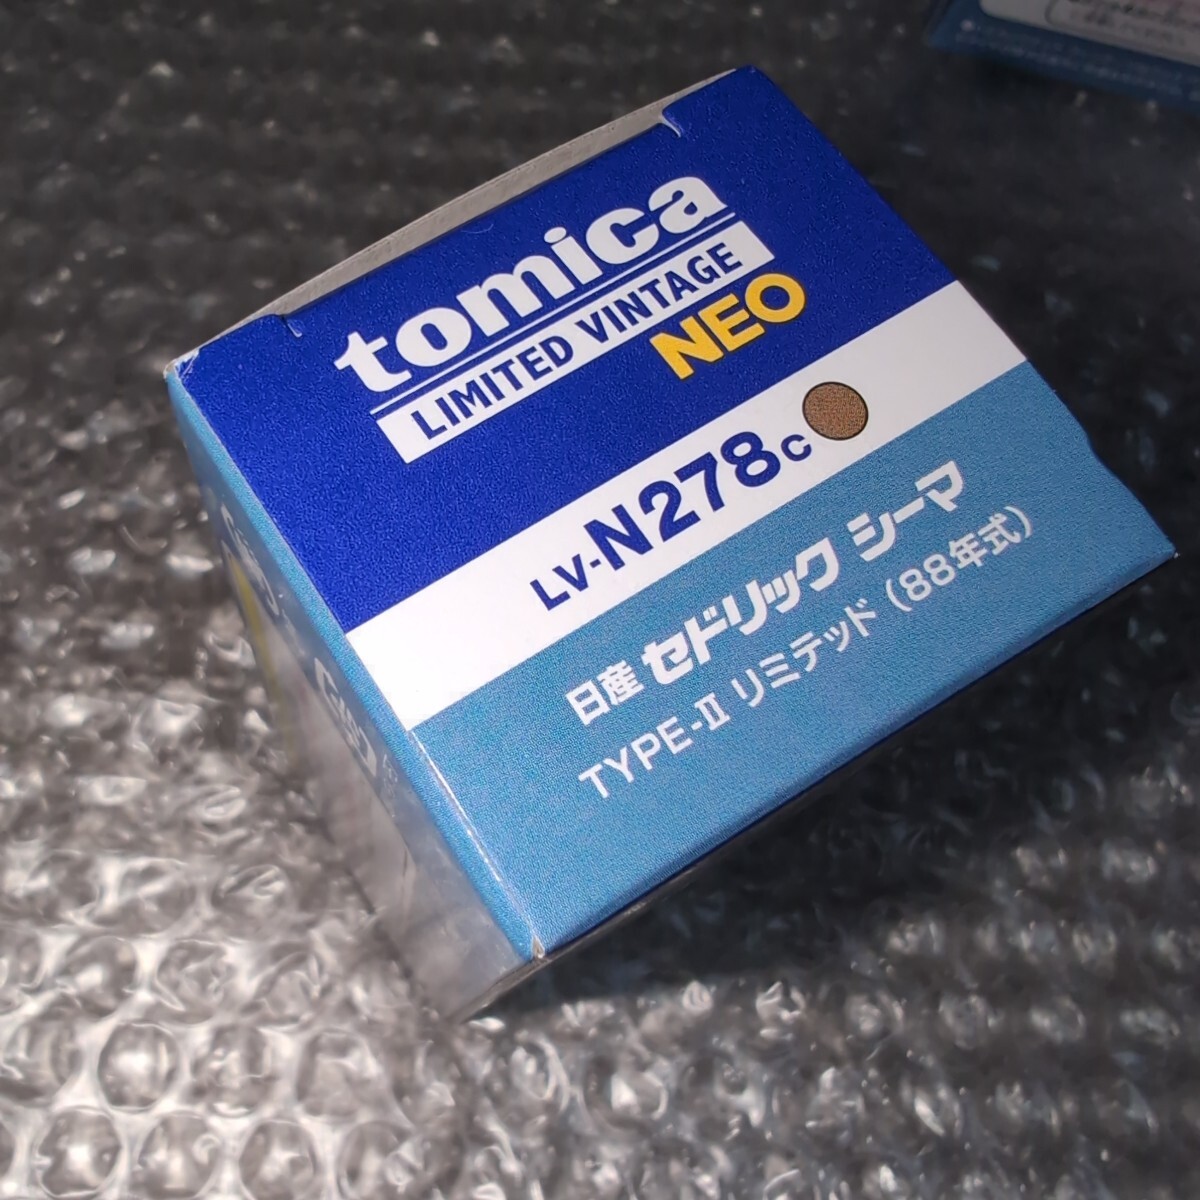 tomica
LIMITED VINTAGE
NEO
LV-N278c
日産 セドリック シーマ
TYPE-II リミテッド (88年式)